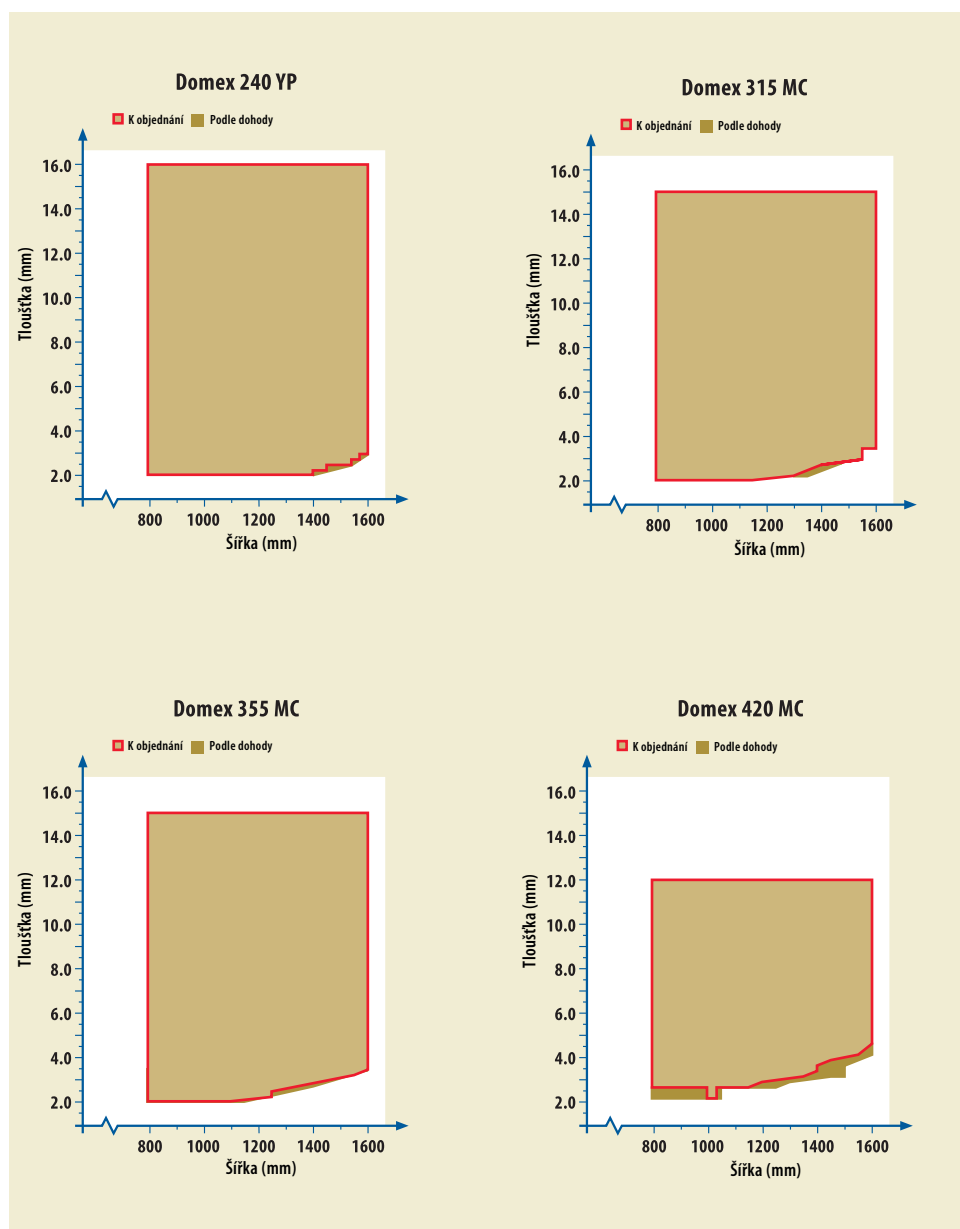 Domex 240 YP
K objednání Podle dohody
16.0
14.0
12.0
10.0
8.0
6.0
4.0
2.0
Tloušťka (mm)
800 1000 1200 1400 1600
Šířka (mm)
Domex 315 MC
K objednání Podle dohody
16.0
14.0
12.0
10.0
8.0
6.0
4.0
2.0
Tloušťka (mm)
800 1000 1200 1400 1600
Šířka (mm)
Domex 355 MC
K objednání Podle dohody
16.0
14.0
12.0
10.0
8.0
6.0
4.0
2.0
Tloušťka (mm)
800 1000 1200 1400 1600
Šířka (mm)
Domex 420 MC
K objednání Podle dohody
16.0
14.0
12.0
10.0
8.0
6.0
4.0
2.0
Tloušťka (mm)
800 1000 1200 1400 1600
Šířka (mm)